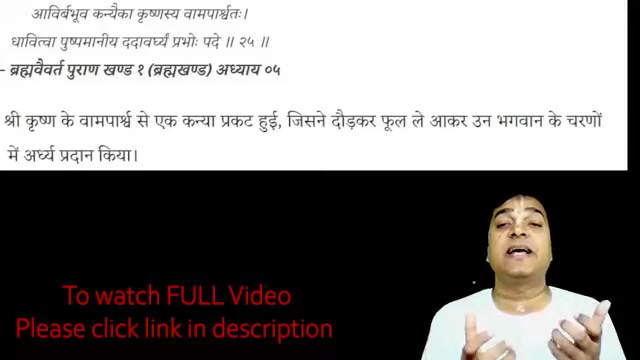 आविर्बभूव कन्यैका कृष्णस्य वामपार्श्वतः।
धावित्वा पुष्पमानीय ददावर्घ्यं प्रभोः पदे ॥ २५ ॥
- ब्रह्मवैवर्त पुराण खण्ड १ (ब्रह्मखण्ड) अध्याय ०५
श्री कृष्ण के वामपार्श्व से एक कन्या प्रकट हुई, जिसने दौड़कर फूल ले आकर उन भगवान के चरणों
में अर्ध्य प्रदान किया।
To watch FULL Video
Please click link in description